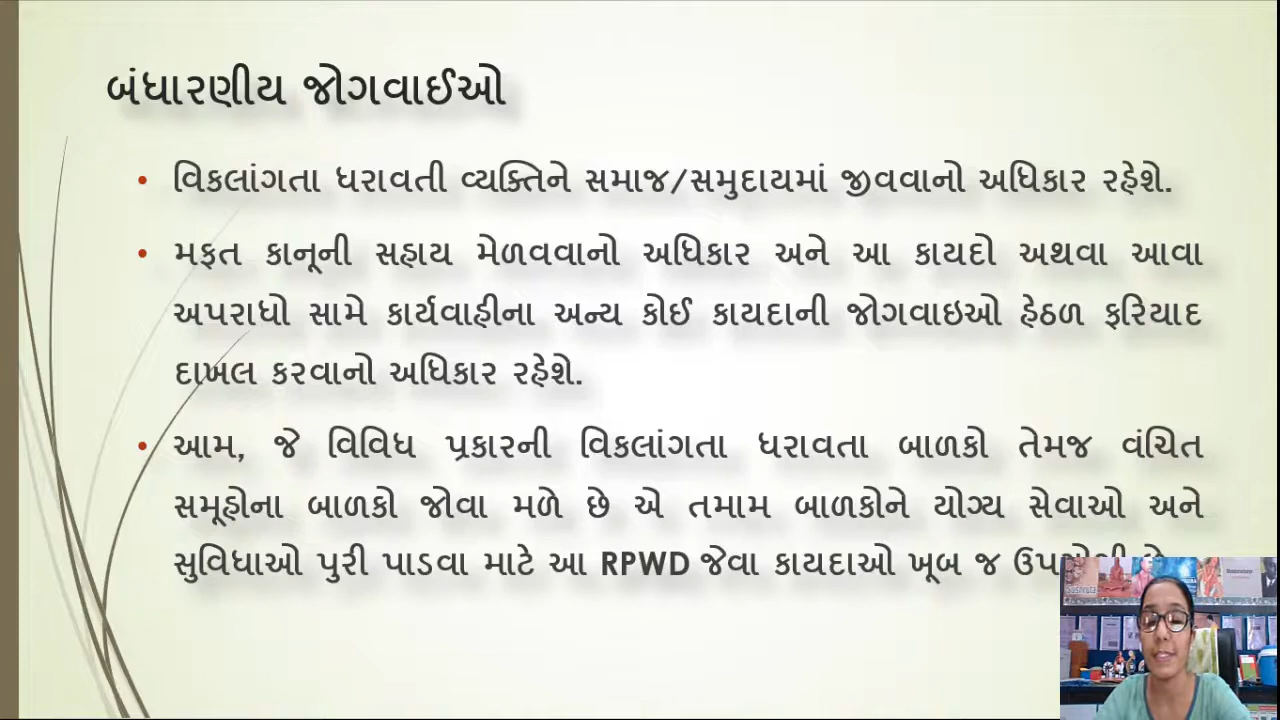 બંધારણીય જોગવાઈઓ
• વિકલાંગતા ધરાવતી વ્યક્તિને સમાજ/સમુદાયમાં જીવવાનો અધિકાર રહેશે.
• મફત કાનૂની સહાય મેળવવાનો અધિકાર અને આ કાયદો અથવા આવા
અપરાધો સામે કાર્યવાહીના અન્ય કોઈ કાયદાની જોગવાઇઓ હેઠળ ફરિયાદ
દાખલ કરવાનો અધિકાર રહેશે.
• આમ, જે વિવિધ પ્રકારની વિકલાંગતા ધરાવતા બાળકો તેમજ વંચિત
સમૂહોના બાળકો જોવા મળે છે એ તમામ બાળકોને યોગ્ય સેવાઓ અને
સુવિધાઓ પુરી પાડવા માટે આ RPWD જેવા કાયદાઓ ખૂબ જ
Sushruta